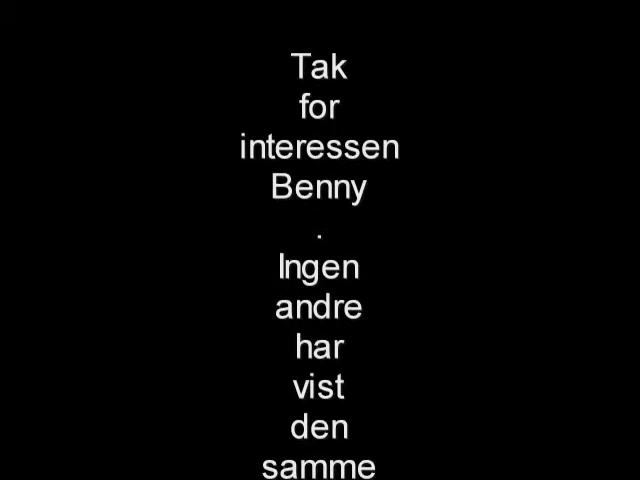 Tak
for
interessen
Benny
.
Ingen
andre
har
vist
den
samme